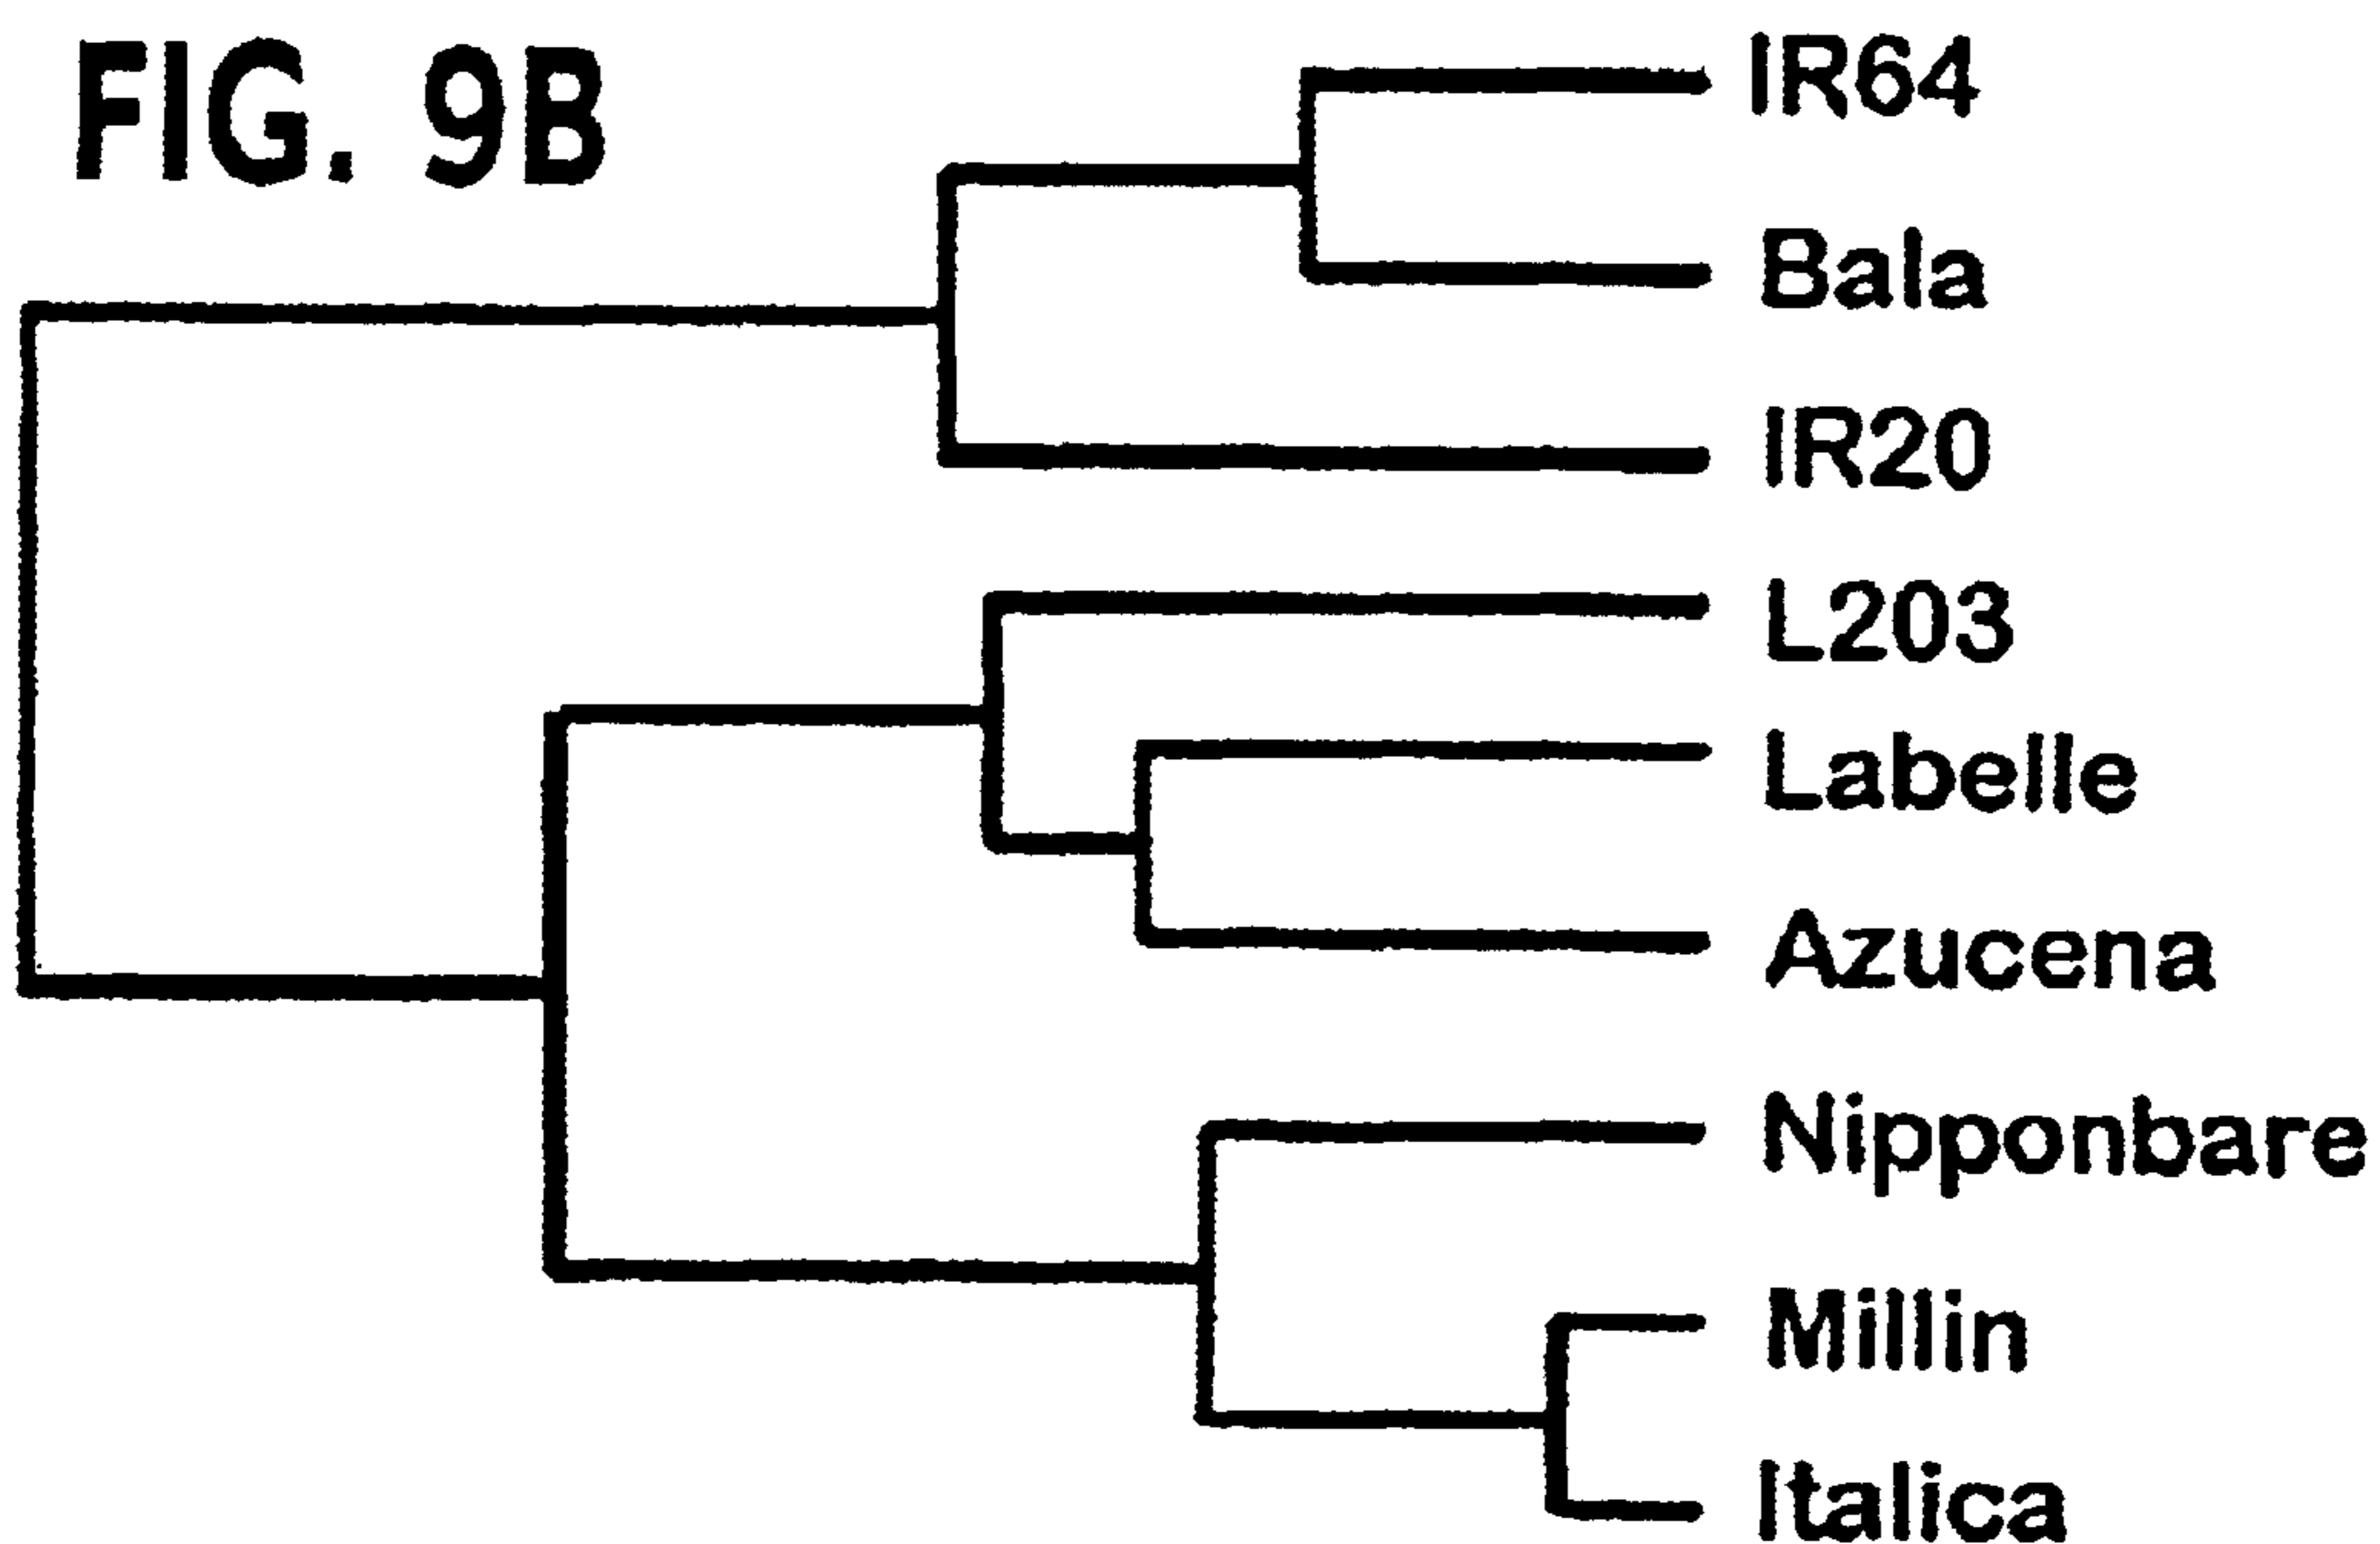 FIG. 9B
IR64
Bala
IR20
L203
Labelle
Azucena
Nipponbare
Millin
Italica